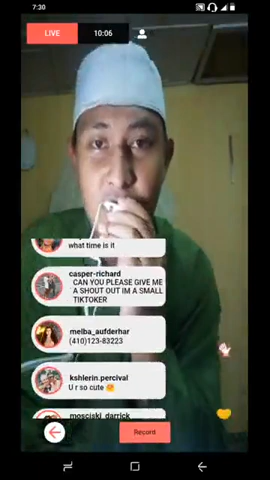 7:30
LIVE
10:06
what time is it
casper-richard
CAN YOU PLEASE GIVE ME
A SHOUT OUT IM A SMALL
TIKTOKER
melba_aufderhar
(410)123-83223
kshlerin.percival
U r so cute 🤗
mosciski_darrick
Record